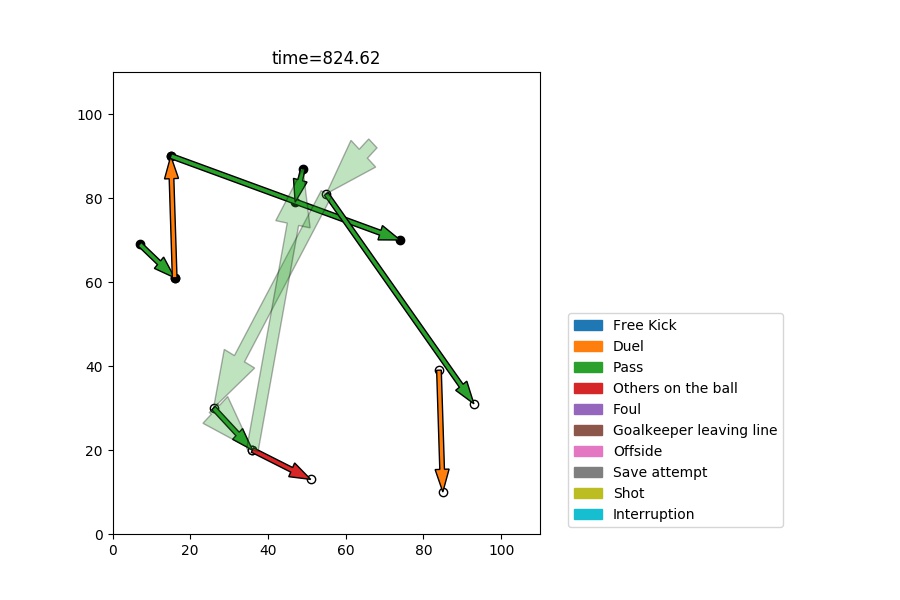 time=824.62
100
80
60
40
20
0
0 20 40 60 80 100
Free Kick
Duel
Pass
Others on the ball
Foul
Goalkeeper leaving line
Offside
Save attempt
Shot
Interruption